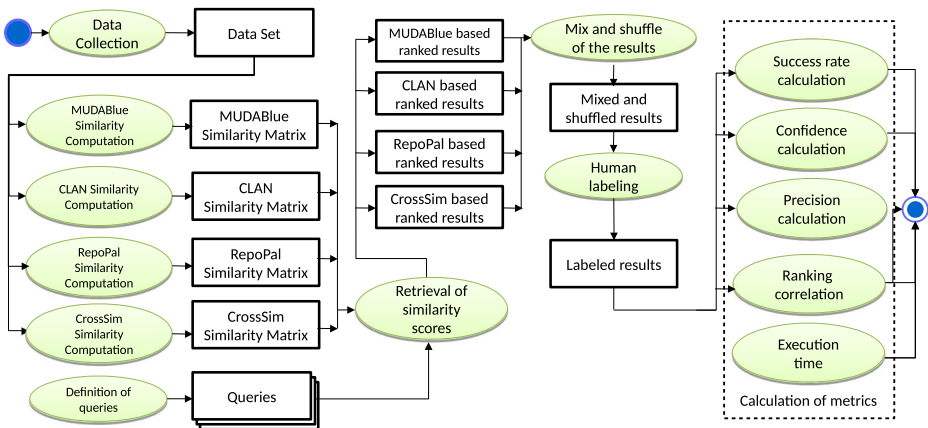 Data
Collection
Data Set
MUDABlue
Similarity
Computation
MUDABlue
Similarity Matrix
CLAN Similarity
Computation
CLAN
Similarity Matrix
RepoPal
Similarity
Computation
RepoPal
Similarity Matrix
CrossSim
Similarity
Computation
CrossSim
Similarity Matrix
Definition of
queries
Queries
MUDABlue based
ranked results
CLAN based
ranked results
RepoPal based
ranked results
CrossSim based
ranked results
Retrieval of
similarity
scores
Mix and shuffle
of the results
Mixed and
shuffled results
Human
labeling
Labeled results
Success rate
calculation
Confidence
calculation
Precision
calculation
Ranking
correlation
Execution
time
Calculation of metrics